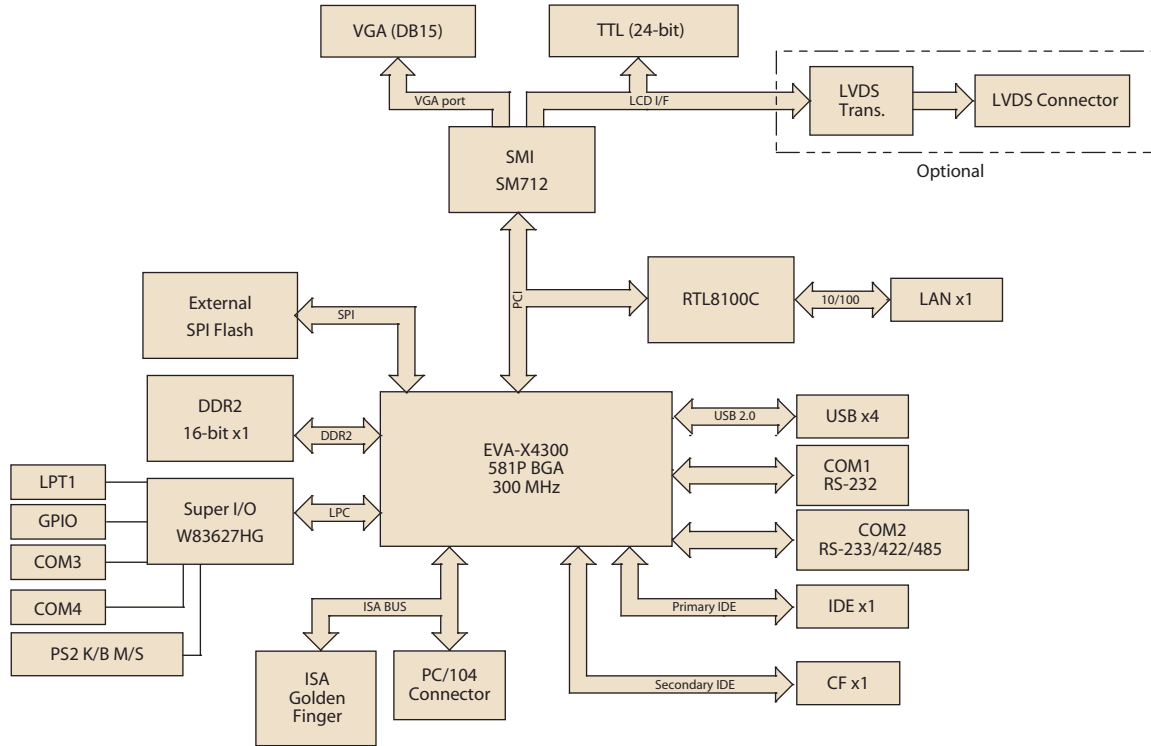 VGA (DB15)
TTL (24-bit)
VGA port
LCD I/F
LVDS
Trans.
LVDS Connector
Optional
SMI
SM712
PCI
RTL8100C
10/100
LAN x1
External
SPI Flash
SPI
DDR2
16-bit x1
DDR2
EVA-X4300
581P BGA
300 MHz
USB 2.0
USB x4
COM1
RS-232
COM2
RS-233/422/485
LPT1
GPIO
COM3
COM4
PS2 K/B M/S
Super I/O
W83627HG
LPC
ISA BUS
ISA
Golden
Finger
PC/104
Connector
Primary IDE
IDE x1
Secondary IDE
CF x1